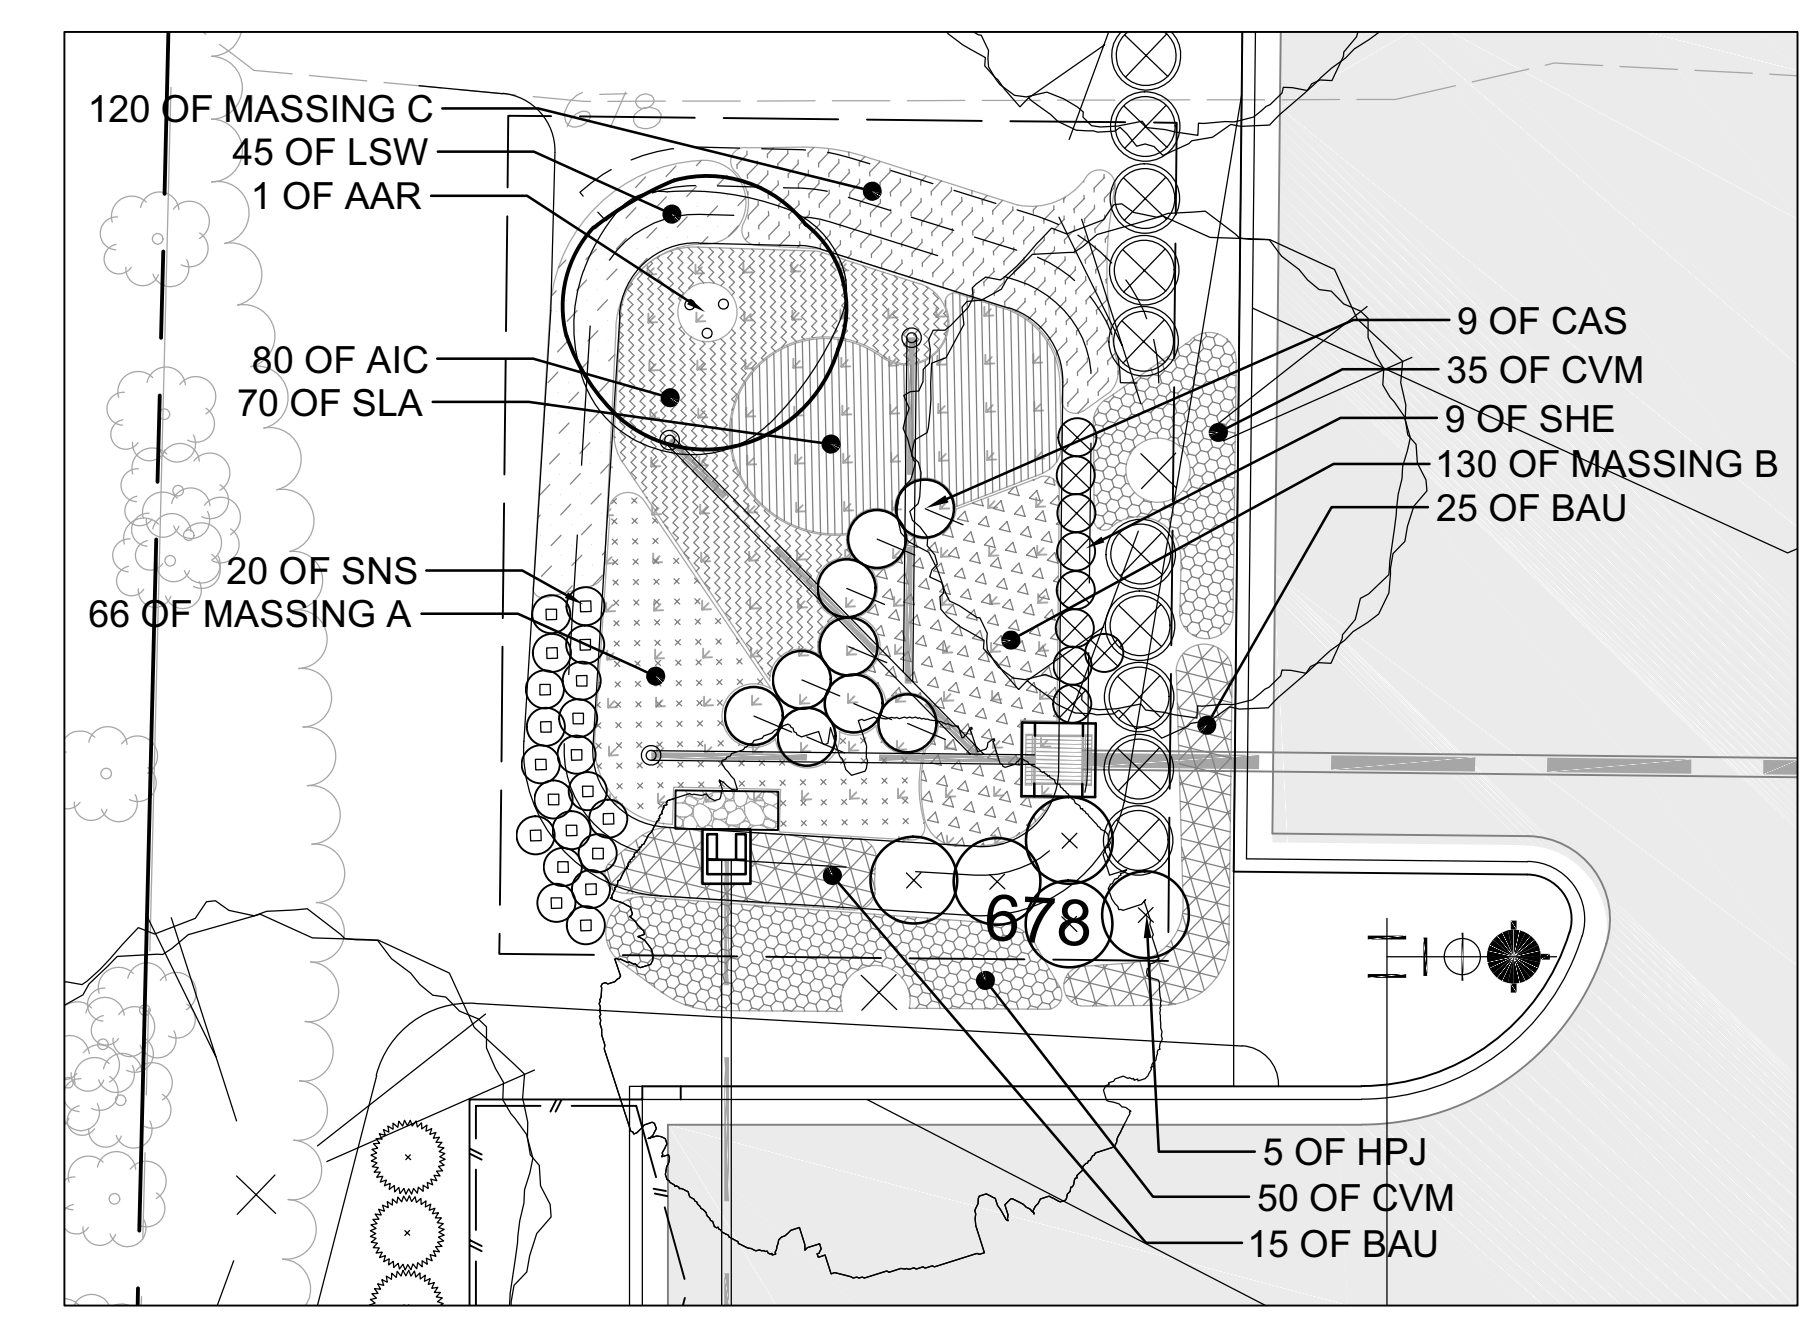 678
120 OF MASSING C
45 OF LSW
1 OF AAR
80 OF AIC
70 OF SLA
20 OF SNS
66 OF MASSING A
9 OF CAS
35 OF CVM
9 OF SHE
130 OF MASSING B
25 OF BAU
678
5 OF HPJ
50 OF CVM
15 OF BAU